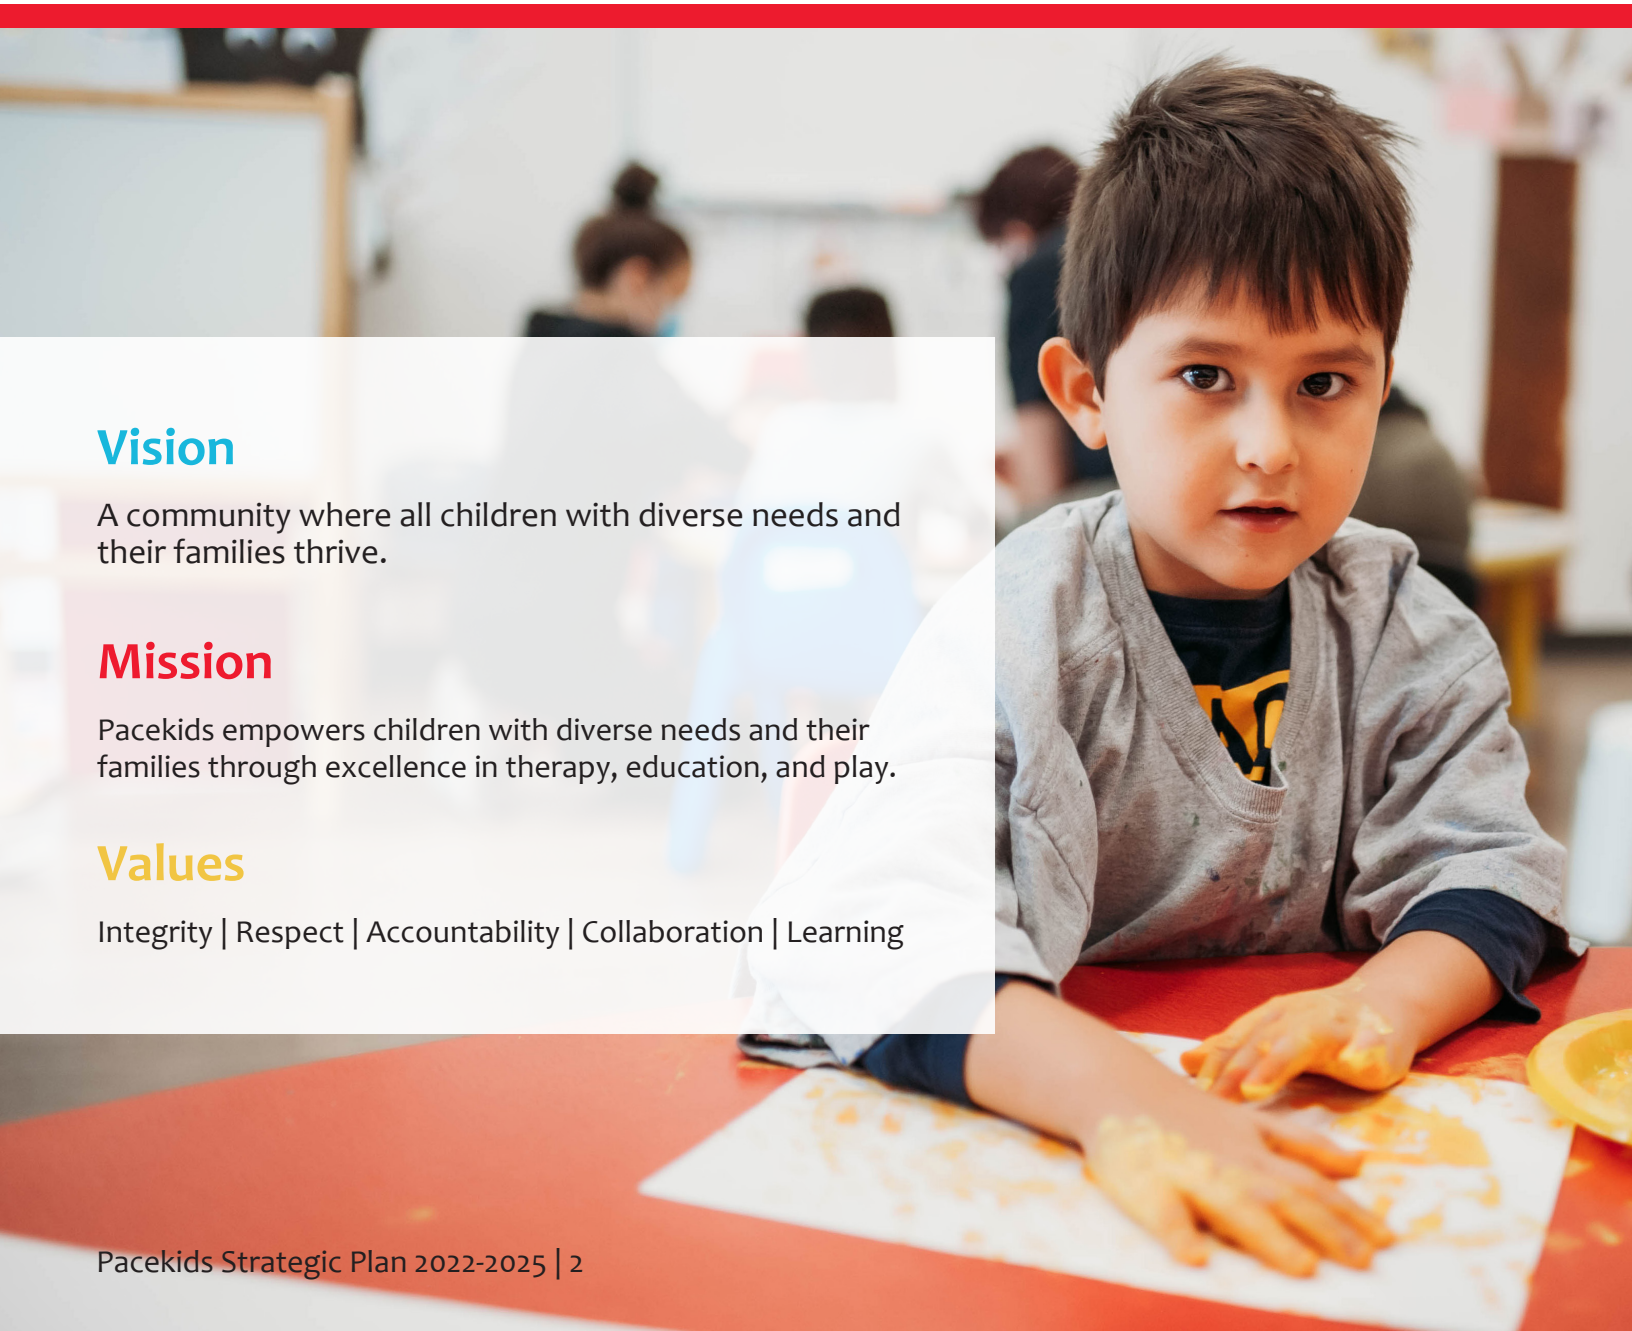 Vision
A community where all children with diverse needs and
their families thrive.
Mission
Pacekids empowers children with diverse needs and their
families through excellence in therapy, education, and play.
Values
Integrity | Respect | Accountability | Collaboration | Learning
Pacekids Strategic Plan 2022-2025 | 2